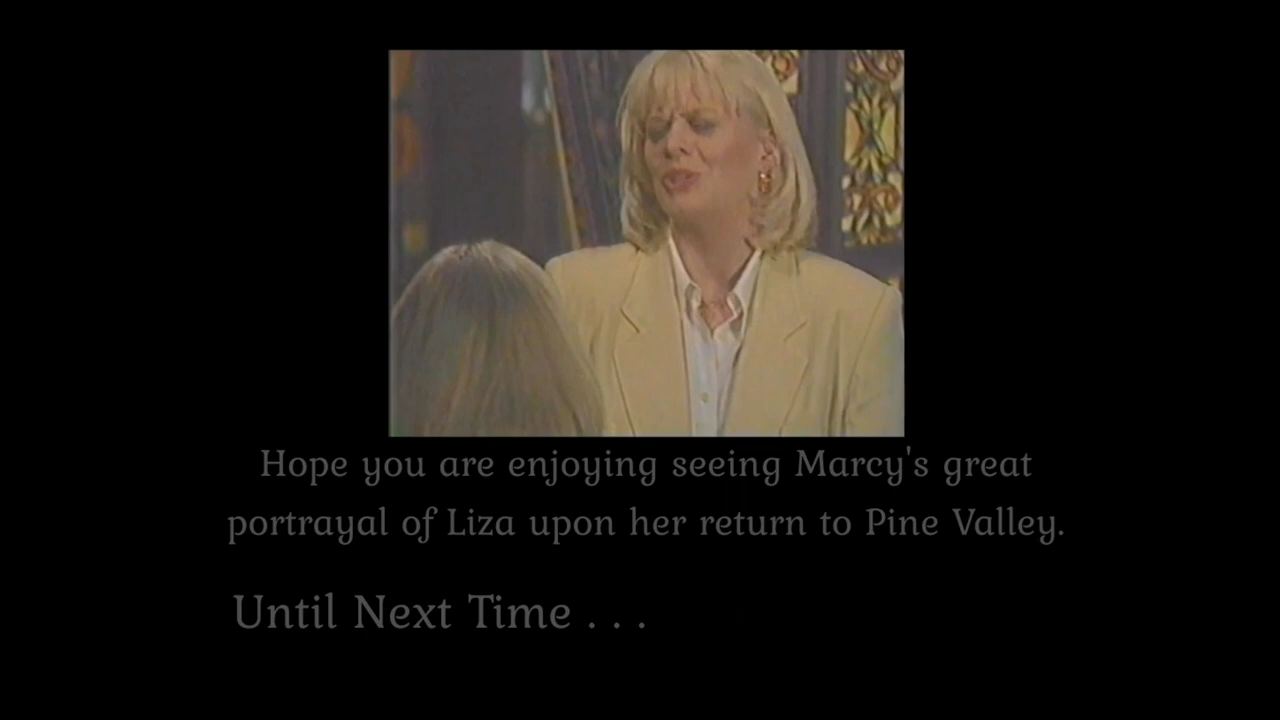 Hope you are enjoying seeing Marcy's great
portrayal of Liza upon her return to Pine Valley.
Until Next Time . . .